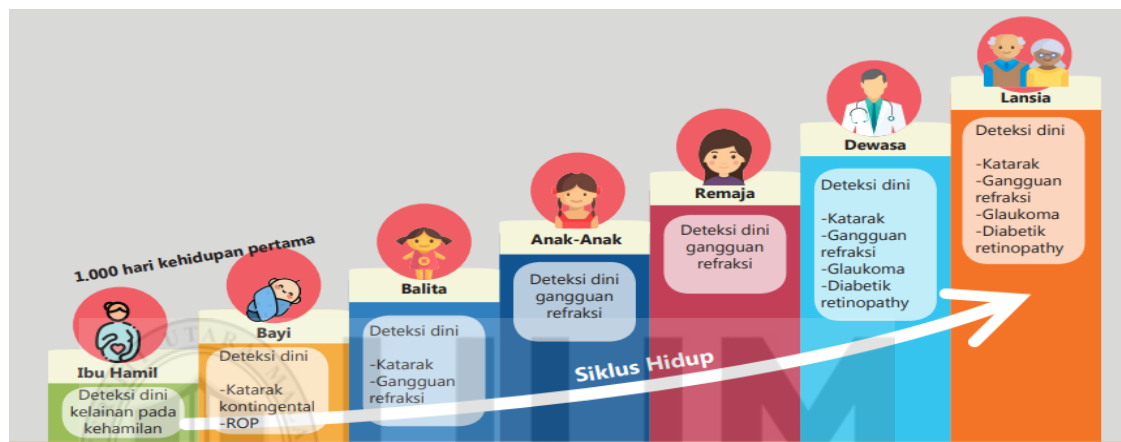 1.000 hari kehidupan pertama
Ibu Hamil
Deteksi dini
kelainan pada
kehamilan
Bayi
Deteksi dini
-Katarak
kontingental
-ROP
Balita
Deteksi dini
-Katarak
-Gangguan
refraksi
Anak-Anak
Deteksi dini
gangguan
refraksi
Remaja
Deteksi dini
gangguan
refraksi
Dewasa
Deteksi dini
-Katarak
-Gangguan
refraksi
-Glaukoma
-Diabetik
retinopathy
Lansia
Deteksi dini
-Katarak
-Gangguan
refraksi
-Glaukoma
-Diabetik
retinopathy
Siklus Hidup